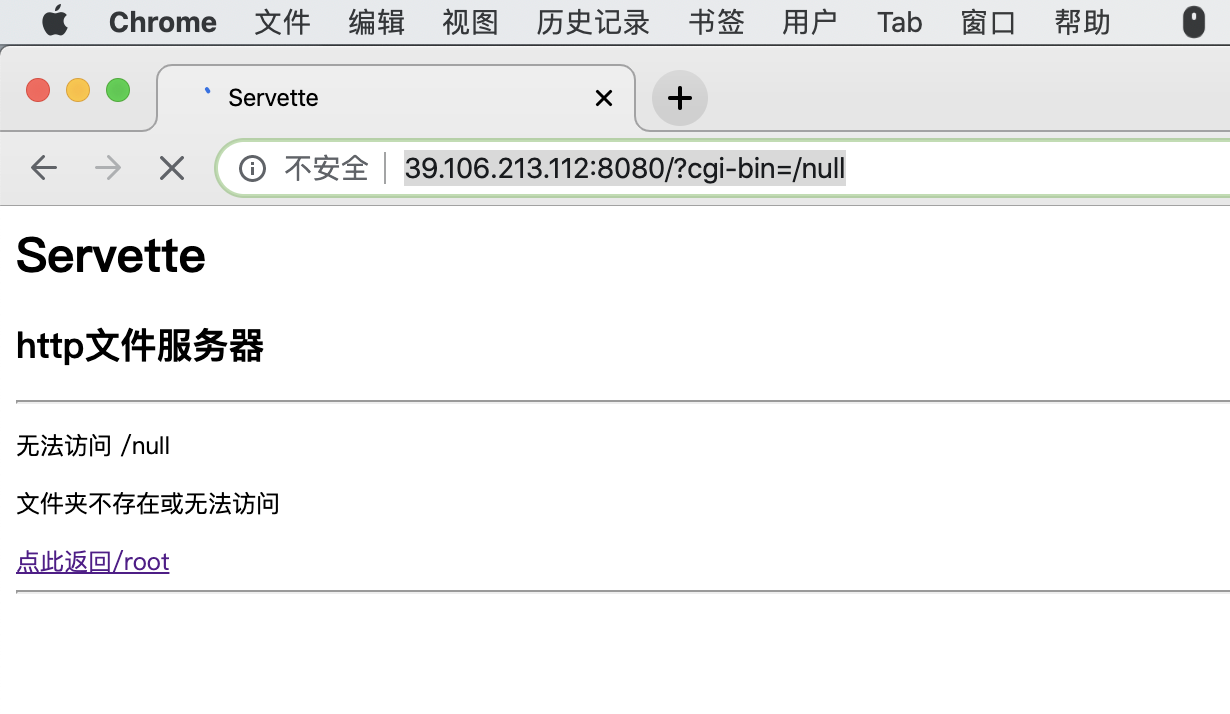 Chrome 文件 编辑 视图 历史记录 书签 用户 Tab 窗口 帮助
Servette
不安全 39.106.213.112:8080/?cgi-bin=/null
Servette
http文件服务器
无法访问 /null
文件夹不存在或无法访问
点此返回/root